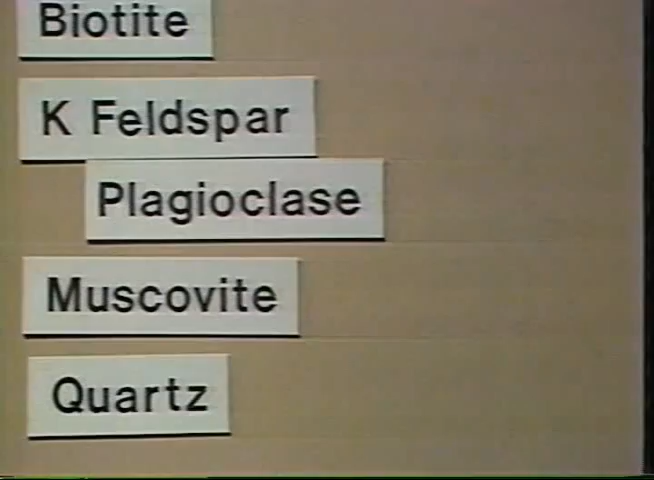 Biotite
K Feldspar
Plagioclase
Muscovite
Quartz